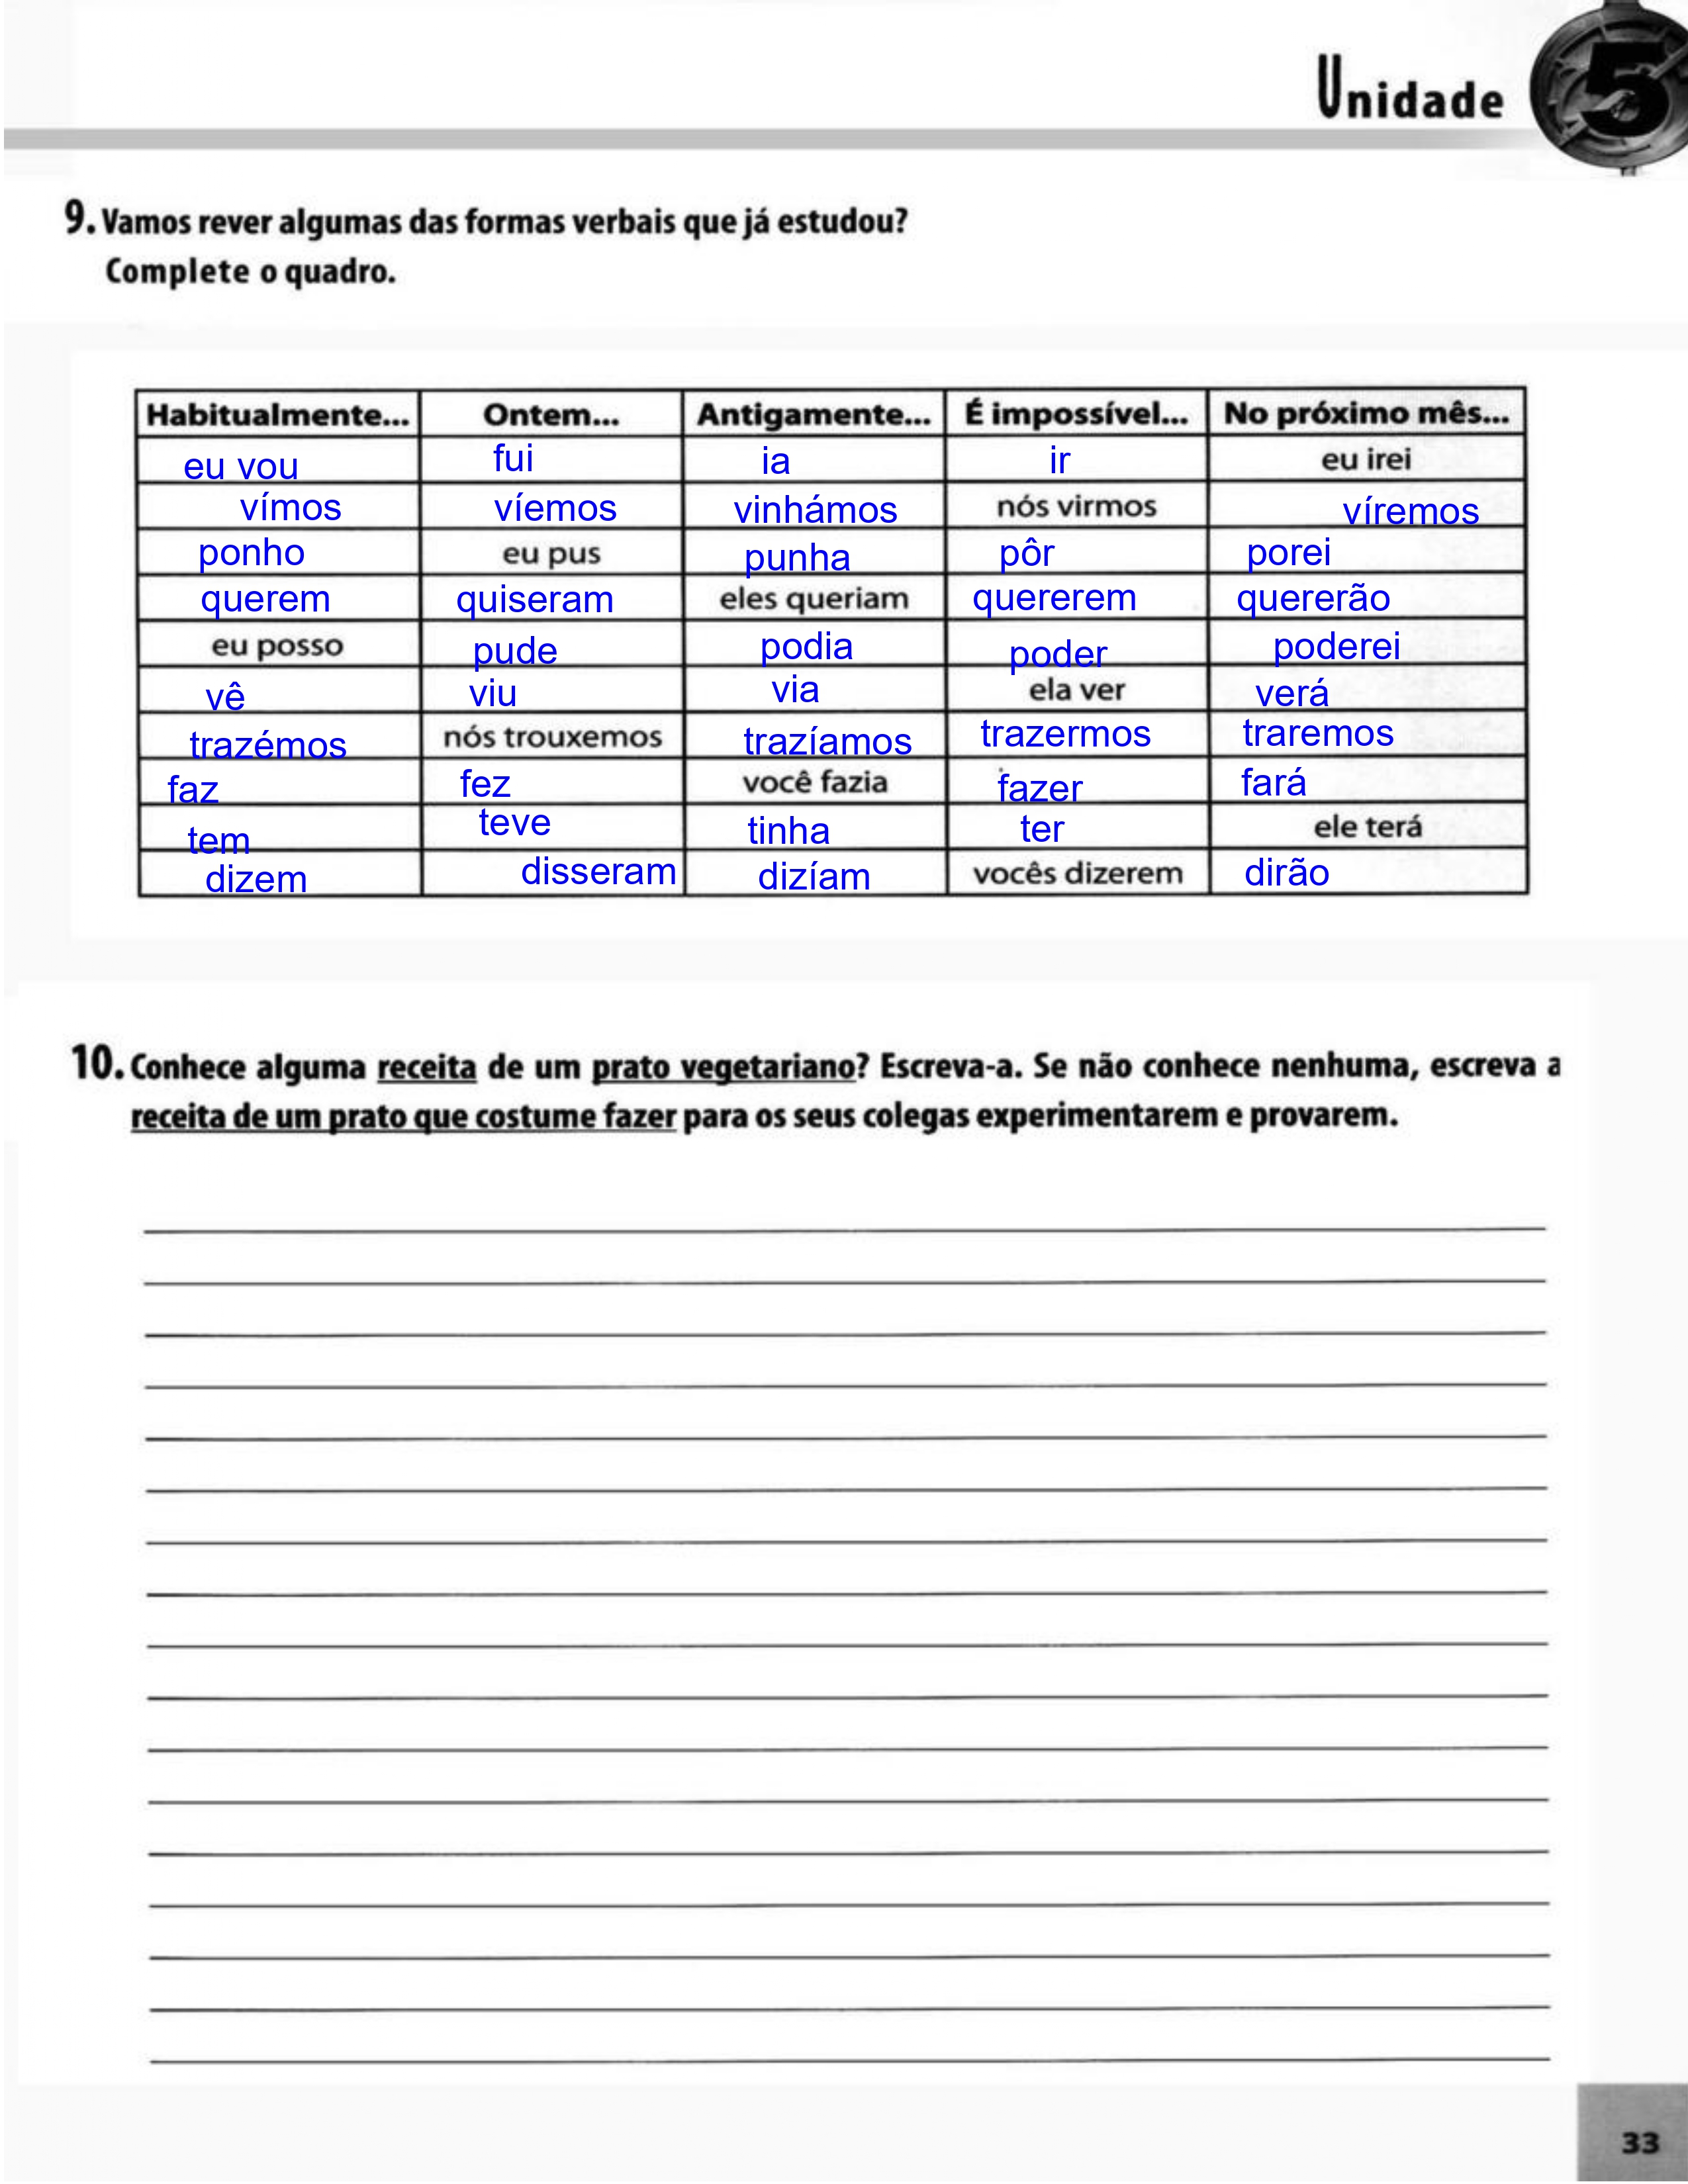 Unidade 5
9. Vamos rever algumas das formas verbais que já estudou?
Complete o quadro.
Habitualmente... Ontem... Antigamente... É impossível... No próximo mês...
eu vou fui ia ir eu irei
vímos víemos vinhámos nós virmos víremos
ponho eu pus punha pôr porei
querem quiseram eles queriam quererem quererão
eu posso pude podia poder poderei
vê viu via ela ver verá
trazémos nós trouxemos trazíamos trazermos traremos
faz fez você fazia fazer fará
tem teve tinha ter ele terá
dizem disseram dizíam vocês dizerem dirão
10. Conhece alguma receita de um prato vegetariano? Escreva-a. Se não conhece nenhuma, escreva a
receita de um prato que costume fazer para os seus colegas experimentarem e provarem.
33